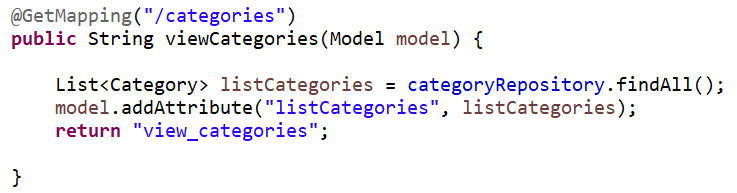 @GetMapping("/categories")
public String viewCategories(Model model) {
List<Category> listCategories = categoryRepository.findAll();
model.addAttribute("listCategories", listCategories);
return "view_categories";
}